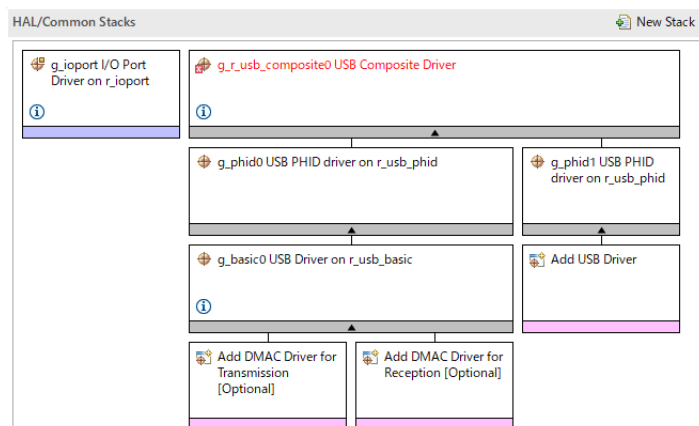 HAL/Common Stacks
New Stack
g_ioport I/O Port
Driver on r_ioport
g_r_usb_composite0 USB Composite Driver
g_phid0 USB PHID driver on r_usb_phid
g_phid1 USB PHID
driver on r_usb_phid
g_basic0 USB Driver on r_usb_basic
Add USB Driver
Add DMAC Driver for
Transmission
[Optional]
Add DMAC Driver for
Reception [Optional]